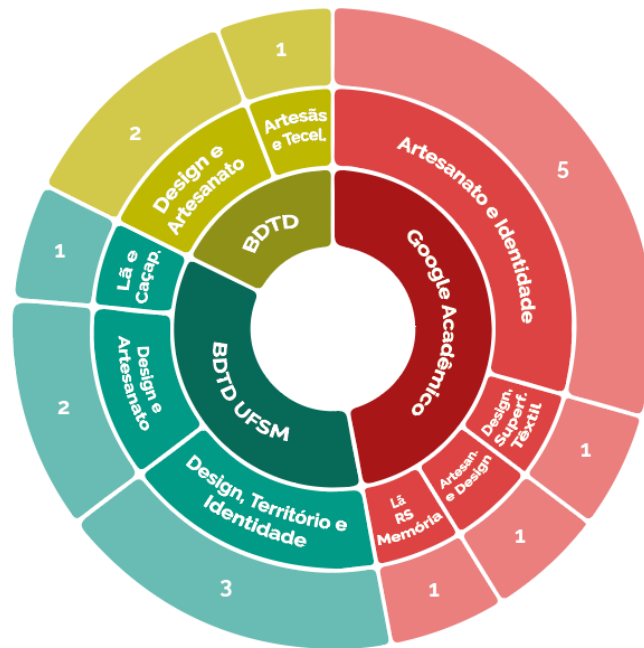 Google Acadêmico
Artesanato e Identidade
5
Design,
Superf.
Têxtil
1
Artesan.
e Design
1
Lã
RS
Memória
1
BDTD UFSM
Design, Território e
Identidade
3
Design e
Artesanato
2
Lã e
Caçap.
1
BDTD
Design e
Artesanato
2
Artesãs
e Tecel.
1